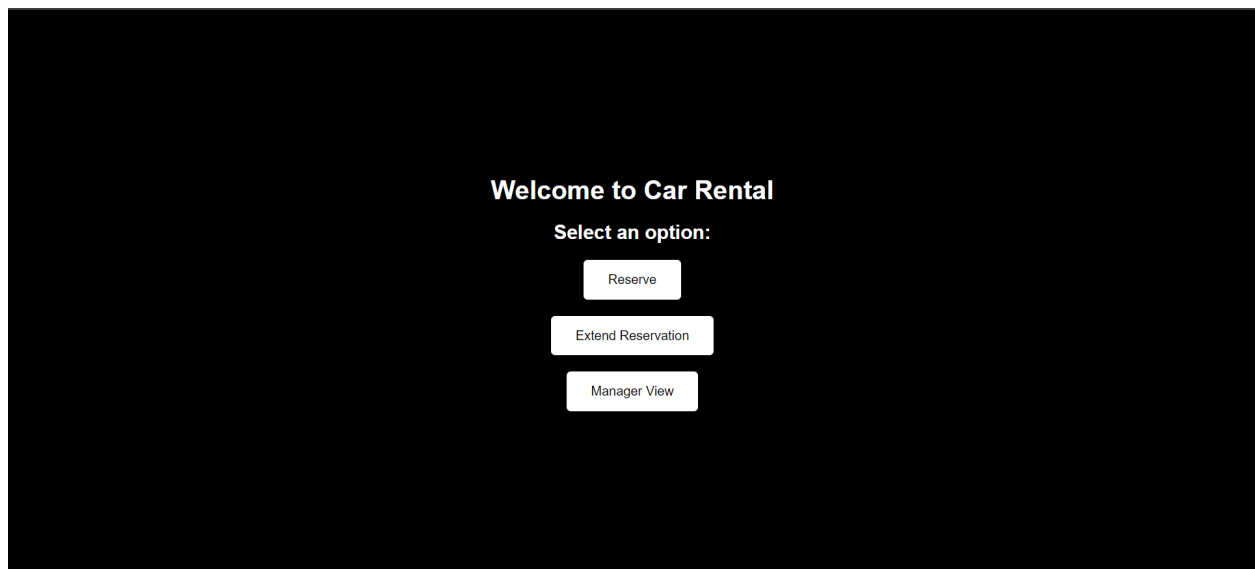 Welcome to Car Rental
Select an option:
Reserve
Extend Reservation
Manager View